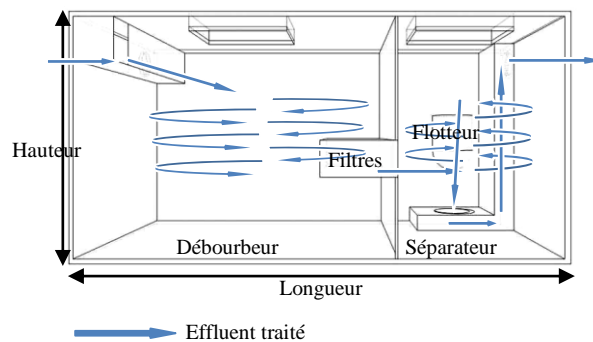 Hauteur
Flotteur
Filtres
Débourbeur
Séparateur
Longueur
Effluent traité